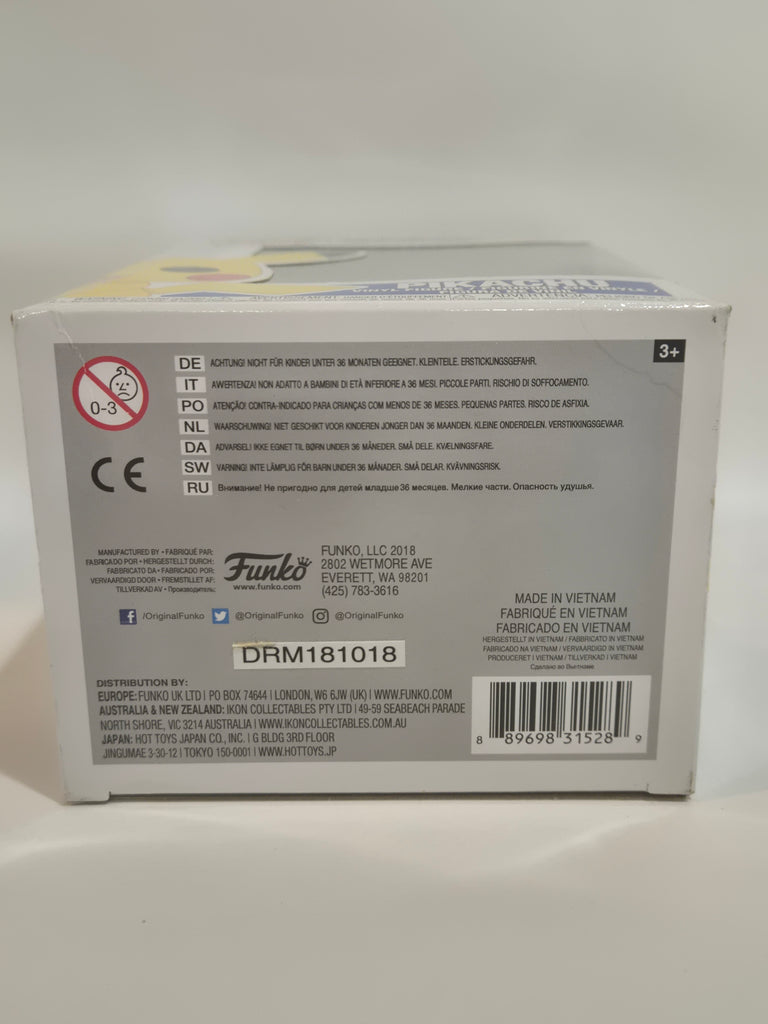 PIKACHU
3+
0-3
DE ACHTUNG! NICHT FÜR KINDER UNTER 36 MONATEN GEEIGNET. KLEINTEILE. ERSTICKUNGSGEFAHR.
IT AVVERTENZA! NON ADATTO A BAMBINI DI ETÀ INFERIORE A 36 MESI. PICCOLE PARTI. RISCHIO DI SOFFOCAMENTO.
PO ATENÇÃO! CONTRA-INDICADO PARA CRIANÇAS COM MENOS DE 36 MESES. PEQUENAS PARTES. RISCO DE ASFIXIA.
NL WAARSCHUWING! NIET GESCHIKT VOOR KINDEREN JONGER DAN 36 MAANDEN. KLEINE ONDERDELEN. VERSTIKKINGSGEVAAR.
DA ADVARSEL! IKKE EGNET TIL BØRN UNDER 36 MÅNEDER. SMÅ DELE. KVÆLNINGSFARE.
SW VARNING! INTE LÄMPLIG FÖR BARN UNDER 36 MÅNADER. SMÅ DELAR. KVÄVNINGSRISK.
RU Внимание! Не пригодно для детей младше 36 месяцев. Мелкие части. Опасность удушья.
CE
MANUFACTURED BY • FABRIQUÉ PAR:
FABRICADO POR • HERGESTELLT DURCH:
FABBRICATO DA • FABRICADO POR:
VERVAARDIGD DOOR • FREMSTILLET AF:
TILLVERKAD AV • Производитель:
Funko
www.funko.com
FUNKO, LLC 2018
2802 WETMORE AVE
EVERETT, WA 98201
(425) 783-3616
/OriginalFunko @OriginalFunko @OriginalFunko
DRM181018
MADE IN VIETNAM
FABRIQUÉ EN VIETNAM
FABRICADO EN VIETNAM
HERGESTELLT IN VIETNAM / FABBRICATO IN VIETNAM
FABRICADO NA VIETNAM / VERVAARDIGD IN VIETNAM
PRODUCERET I VIETNAM / TILLVERKAD I VIETNAM
Сделано во Вьетнаме
DISTRIBUTION BY:
EUROPE: FUNKO UK LTD | PO BOX 74644 | LONDON, W6 6JW (UK) | WWW.FUNKO.COM
AUSTRALIA & NEW ZEALAND: IKON COLLECTABLES PTY LTD | 49-59 SEABEACH PARADE
NORTH SHORE, VIC 3214 AUSTRALIA | WWW.IKONCOLLECTABLES.COM.AU
JAPAN: HOT TOYS JAPAN CO., INC. | G BLDG 3RD FLOOR
JINGUMAE 3-30-12 | TOKYO 150-0001 | WWW.HOTTOYS.JP
8 89698 31528 9